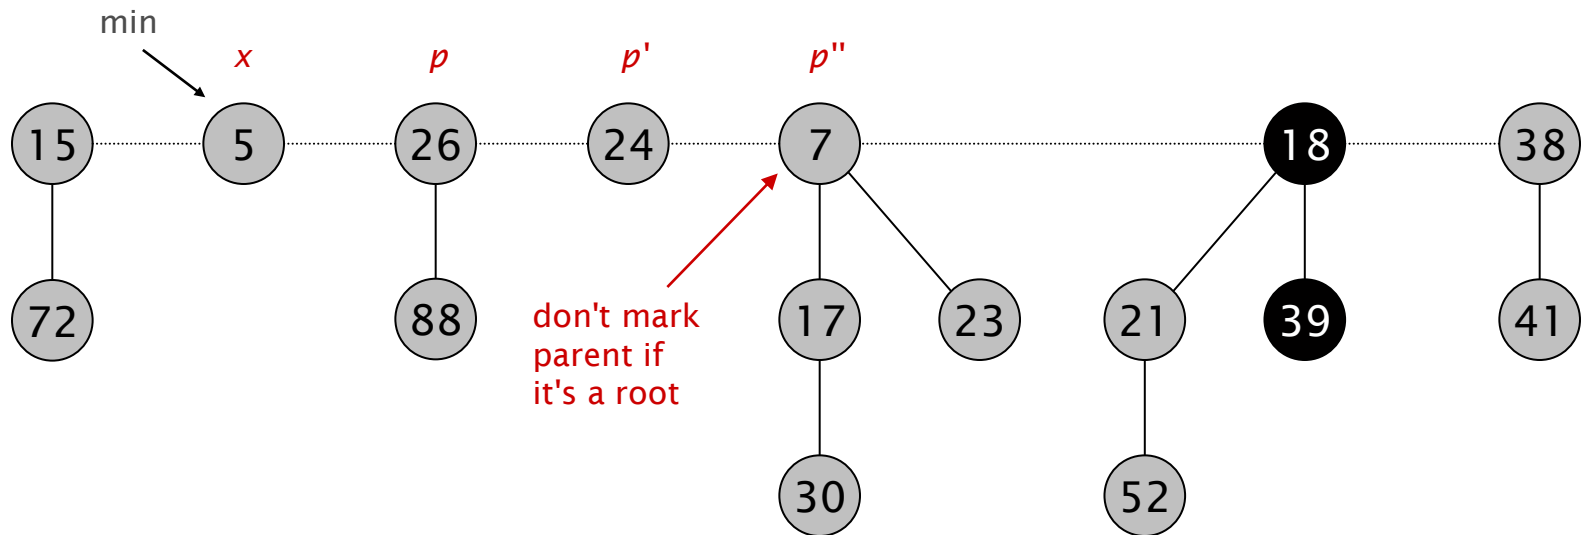 min
x p p' p"
15 5 26 24 7 18 38
72 88 17 23 21 39 41
don't mark
parent if
it's a root
30 52